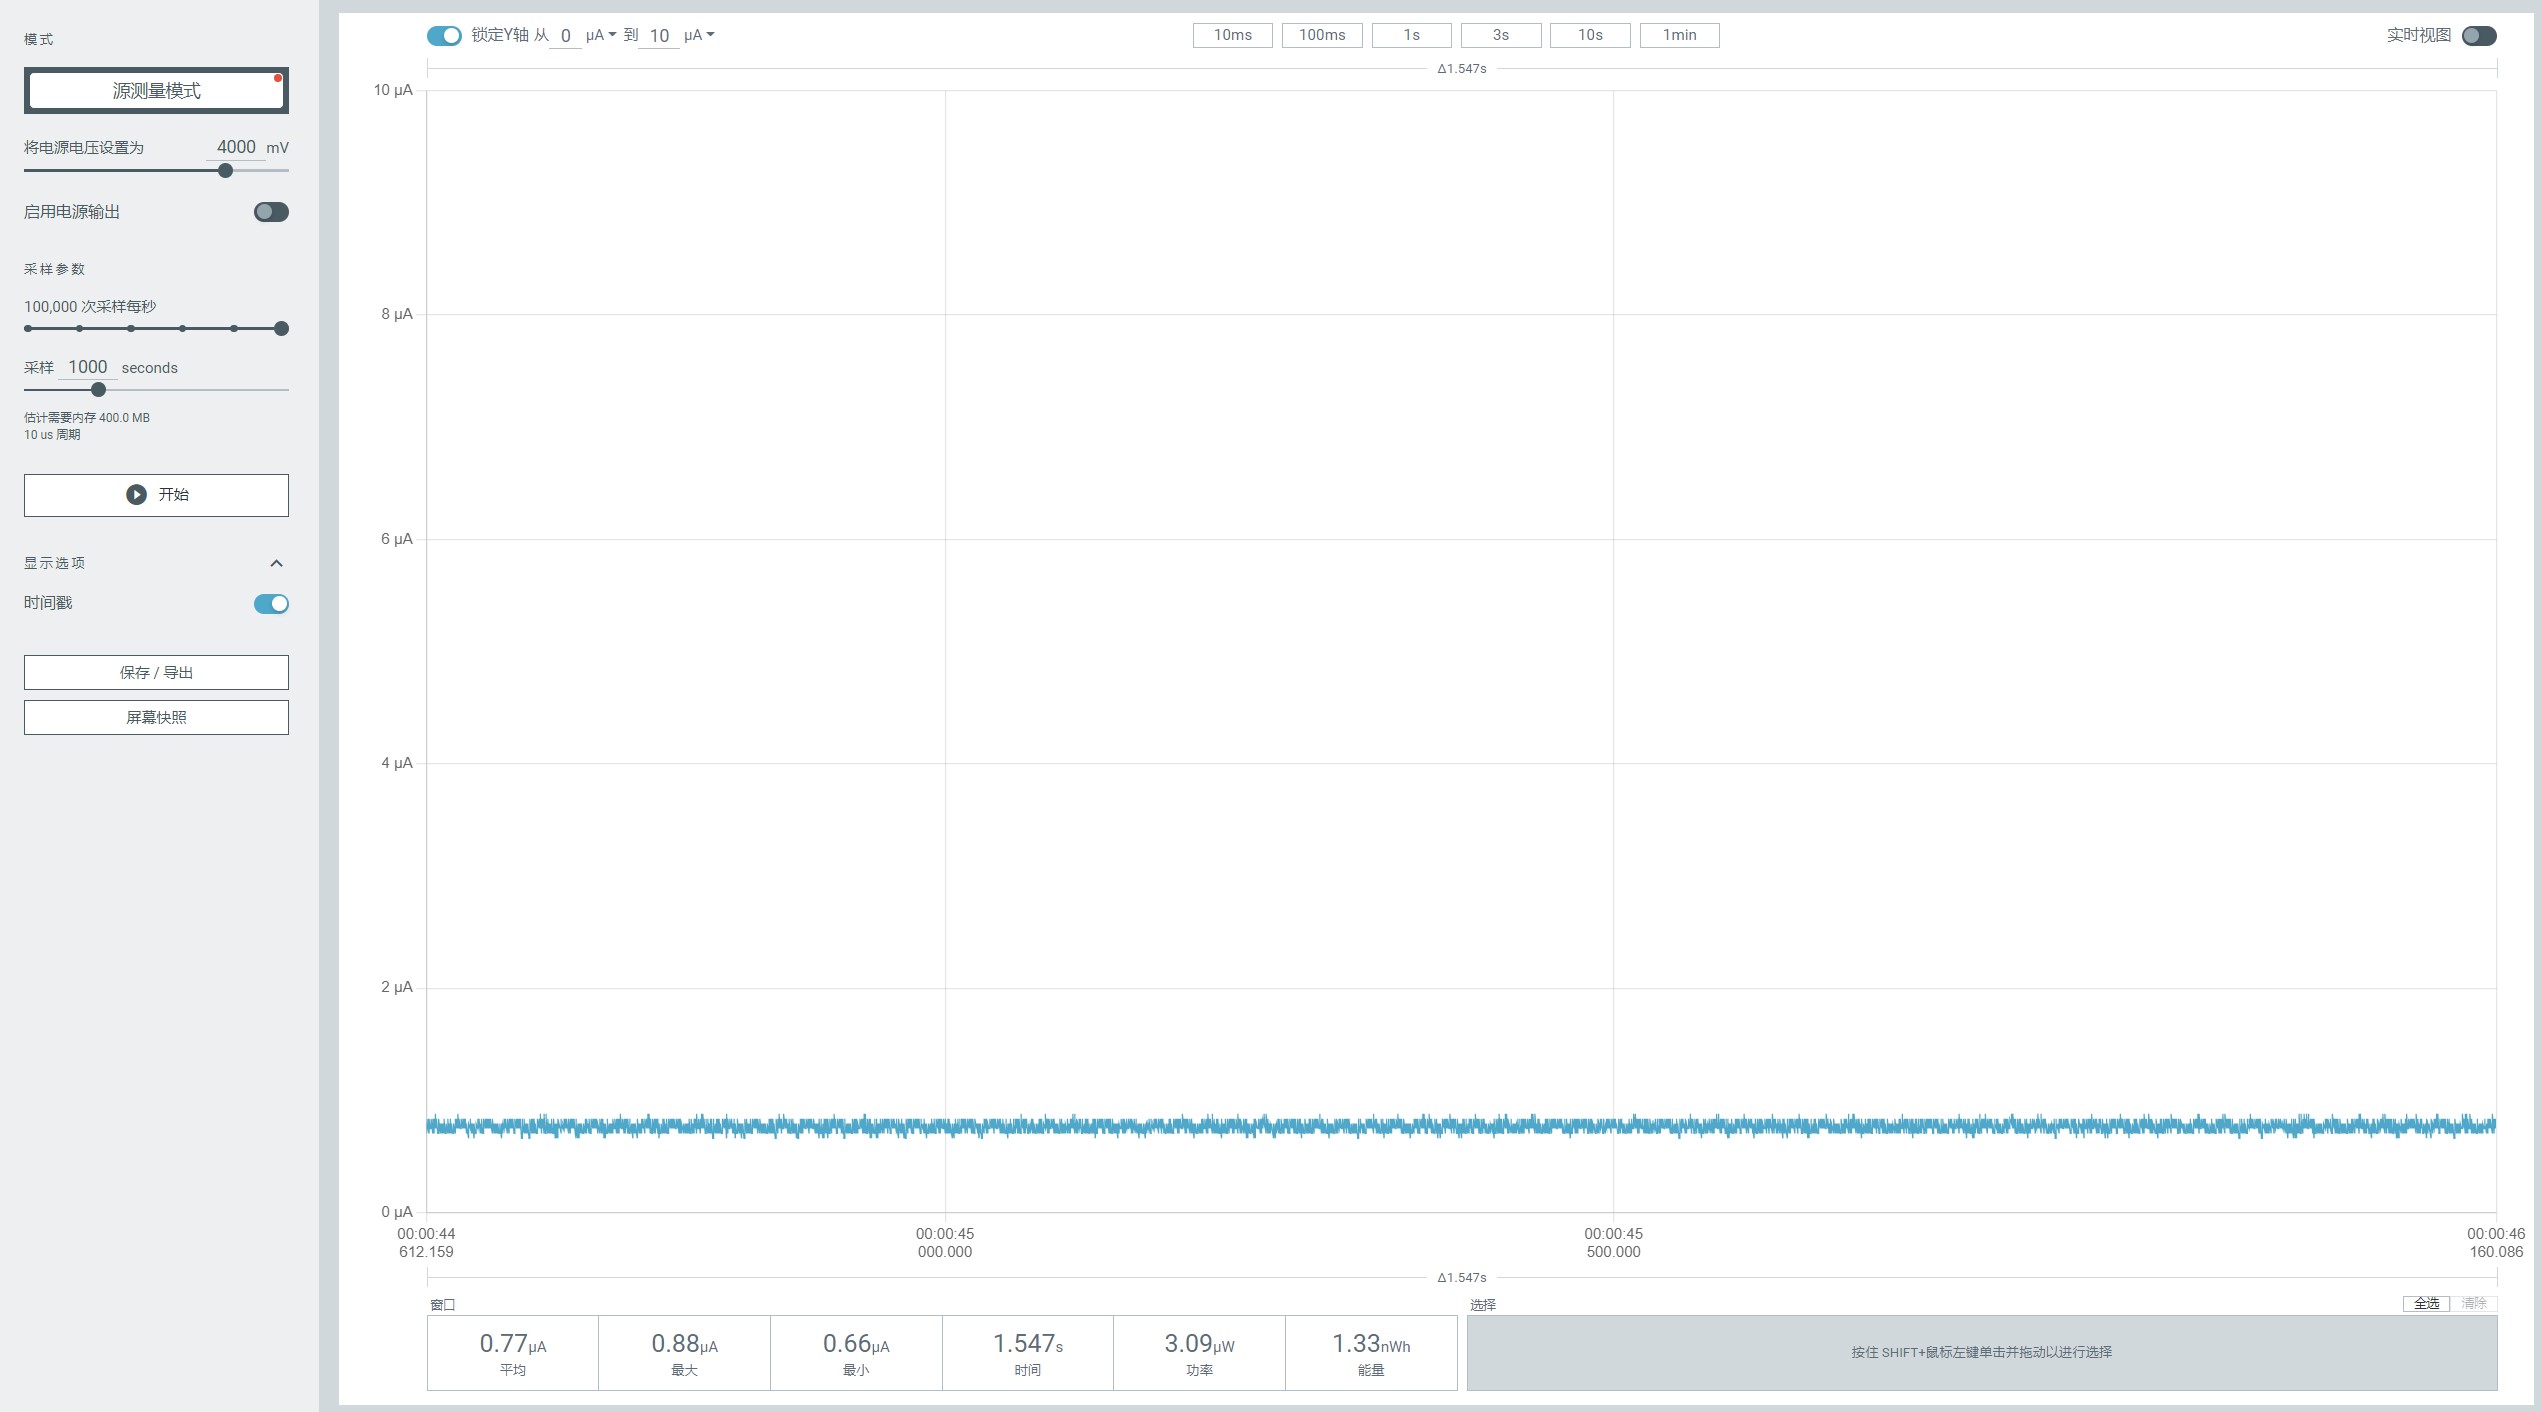 模式
源测量模式
将电源电压设置为 4000 mV
启用电源输出
采样参数
100,000 次采样每秒
采样 1000 seconds
估计需要内存 400.0 MB
10 us 周期
开始
显示选项
时间戳
保存 / 导出
屏幕快照
锁定Y轴 从 0 μA 到 10 μA
10ms 100ms 1s 3s 10s 1min
实时视图
Δ1.547s
10 μA
8 μA
6 μA
4 μA
2 μA
0 μA
00:00:44 00:00:45 00:00:45 00:00:46
612.159 000.000 500.000 160.086
Δ1.547s
窗口
0.77μA 0.88μA 0.66μA 1.547s 3.09μW 1.33nWh
平均 最大 最小 时间 功率 能量
选择 全选 清除
按住 SHIFT+鼠标左键单击并拖动以进行选择